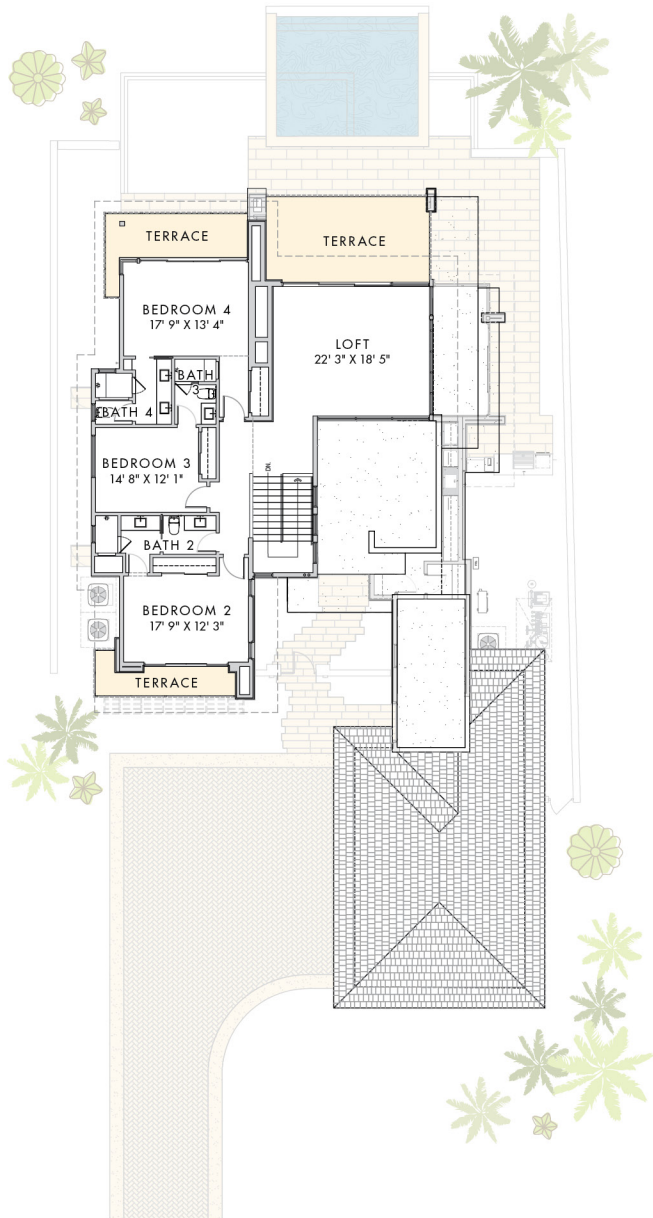 TERRACE
TERRACE
BEDROOM 4
17' 9" X 13' 4"
LOFT
22' 3" X 18' 5"
BATH
3
BATH 4
BEDROOM 3
14' 8" X 12' 1"
DN.
BATH 2
BEDROOM 2
17' 9" X 12' 3"
TERRACE